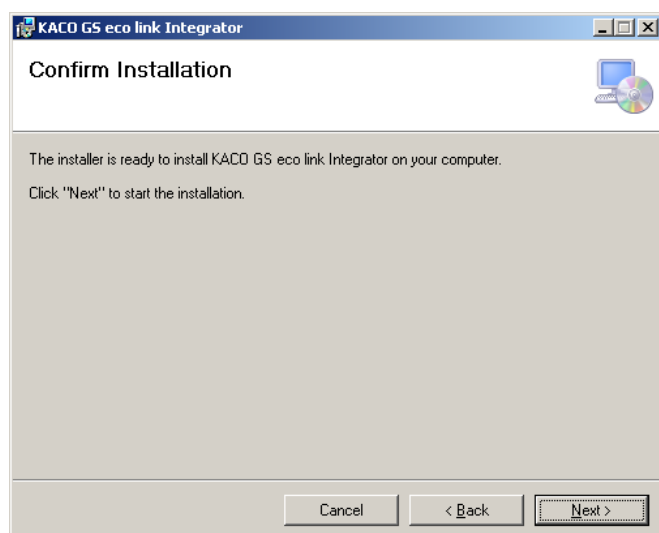 KACO GS eco link Integrator
Confirm Installation
The installer is ready to install KACO GS eco link Integrator on your computer.
Click "Next" to start the installation.
Cancel
< Back
Next >